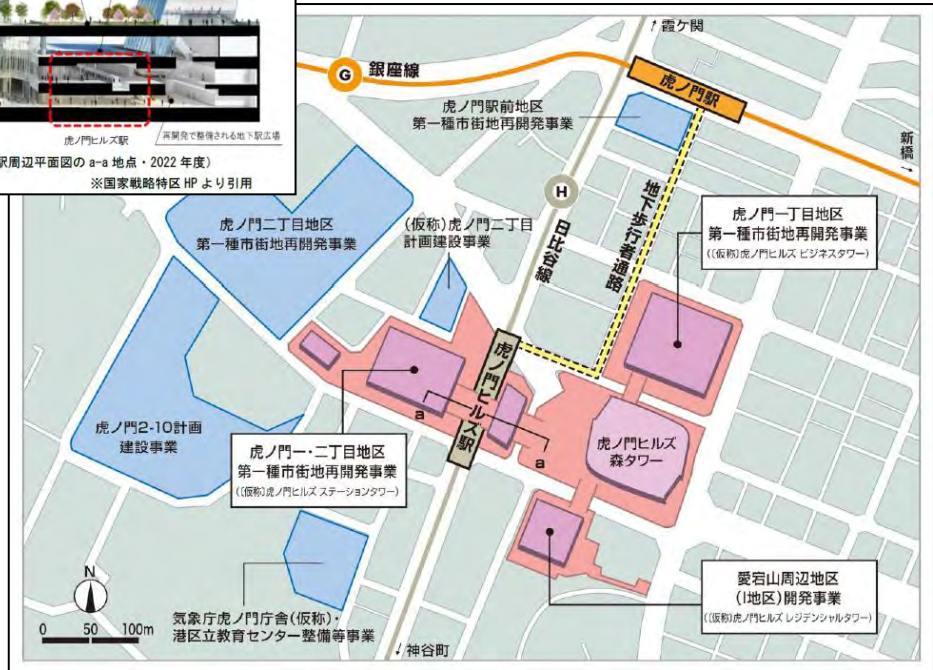 虎ノ門ヒルズ駅
再開発で整備される地下駅広場
駅周辺平面図の a-a 地点・2022 年度)
※国家戦略特区 HP より引用
↑霞ケ関
G 銀座線
虎ノ門駅
新橋→
虎ノ門駅前地区
第一種市街地再開発事業
H
日比谷線
地下歩行者通路
虎ノ門一丁目地区
第一種市街地再開発事業
((仮称)虎ノ門ヒルズ ビジネスタワー)
虎ノ門二丁目地区
第一種市街地再開発事業
(仮称)虎ノ門二丁目
計画建設事業
虎ノ門ヒルズ駅
a
a
虎ノ門ヒルズ
森タワー
虎ノ門2-10計画
建設事業
虎ノ門一・二丁目地区
第一種市街地再開発事業
((仮称)虎ノ門ヒルズ ステーションタワー)
愛宕山周辺地区
(I地区)開発事業
((仮称)虎ノ門ヒルズ レジデンシャルタワー)
気象庁虎ノ門庁舎(仮称)・
港区立教育センター整備等事業
N
0 50 100m
↓神谷町